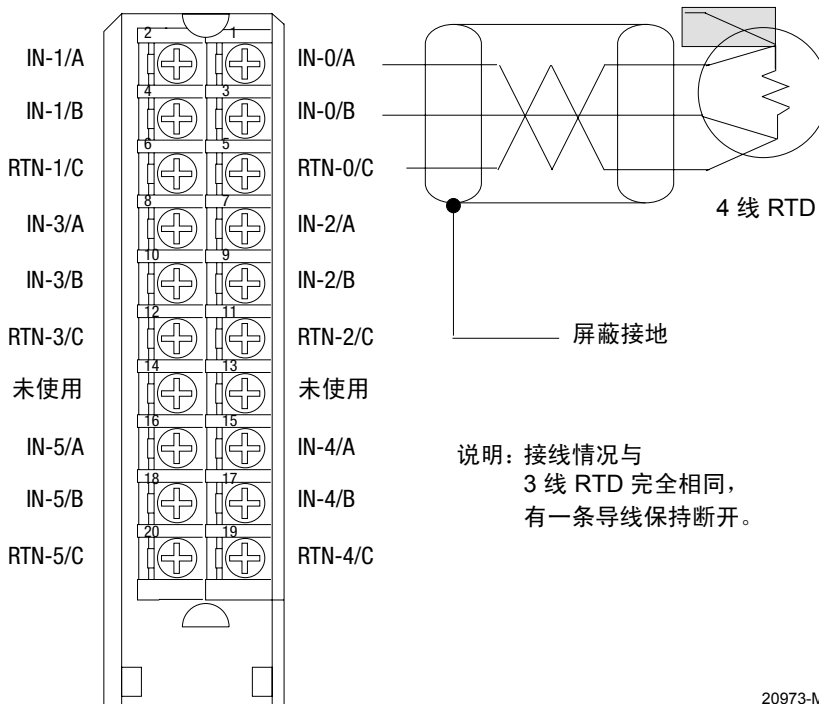 2 1
IN-1/A IN-0/A
4 3
IN-1/B IN-0/B
6 5
RTN-1/C RTN-0/C
8 7
IN-3/A IN-2/A
4 线 RTD
10 9
IN-3/B IN-2/B
12 11
RTN-3/C RTN-2/C
屏蔽接地
14 13
未使用 未使用
16 15
IN-5/A IN-4/A
18 17
IN-5/B IN-4/B
20 19
RTN-5/C RTN-4/C
说明: 接线情况与
3 线 RTD 完全相同,
有一条导线保持断开。
20973-M